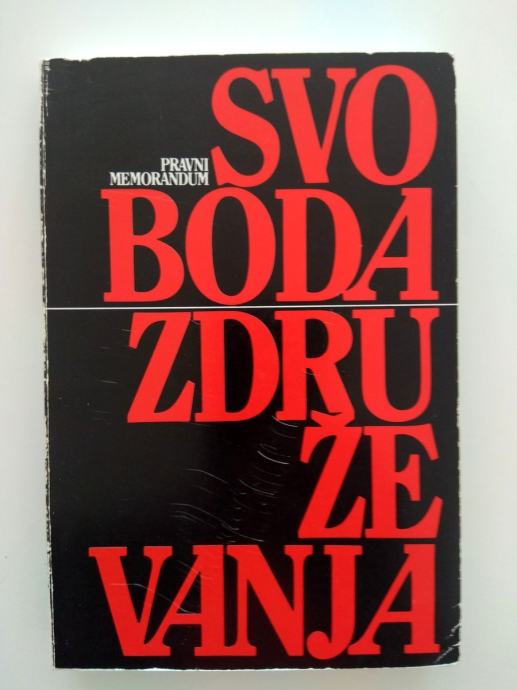 PRAVNI
MEMORANDUM
SVO
BODA
ZDRU
ŽE
VANJA